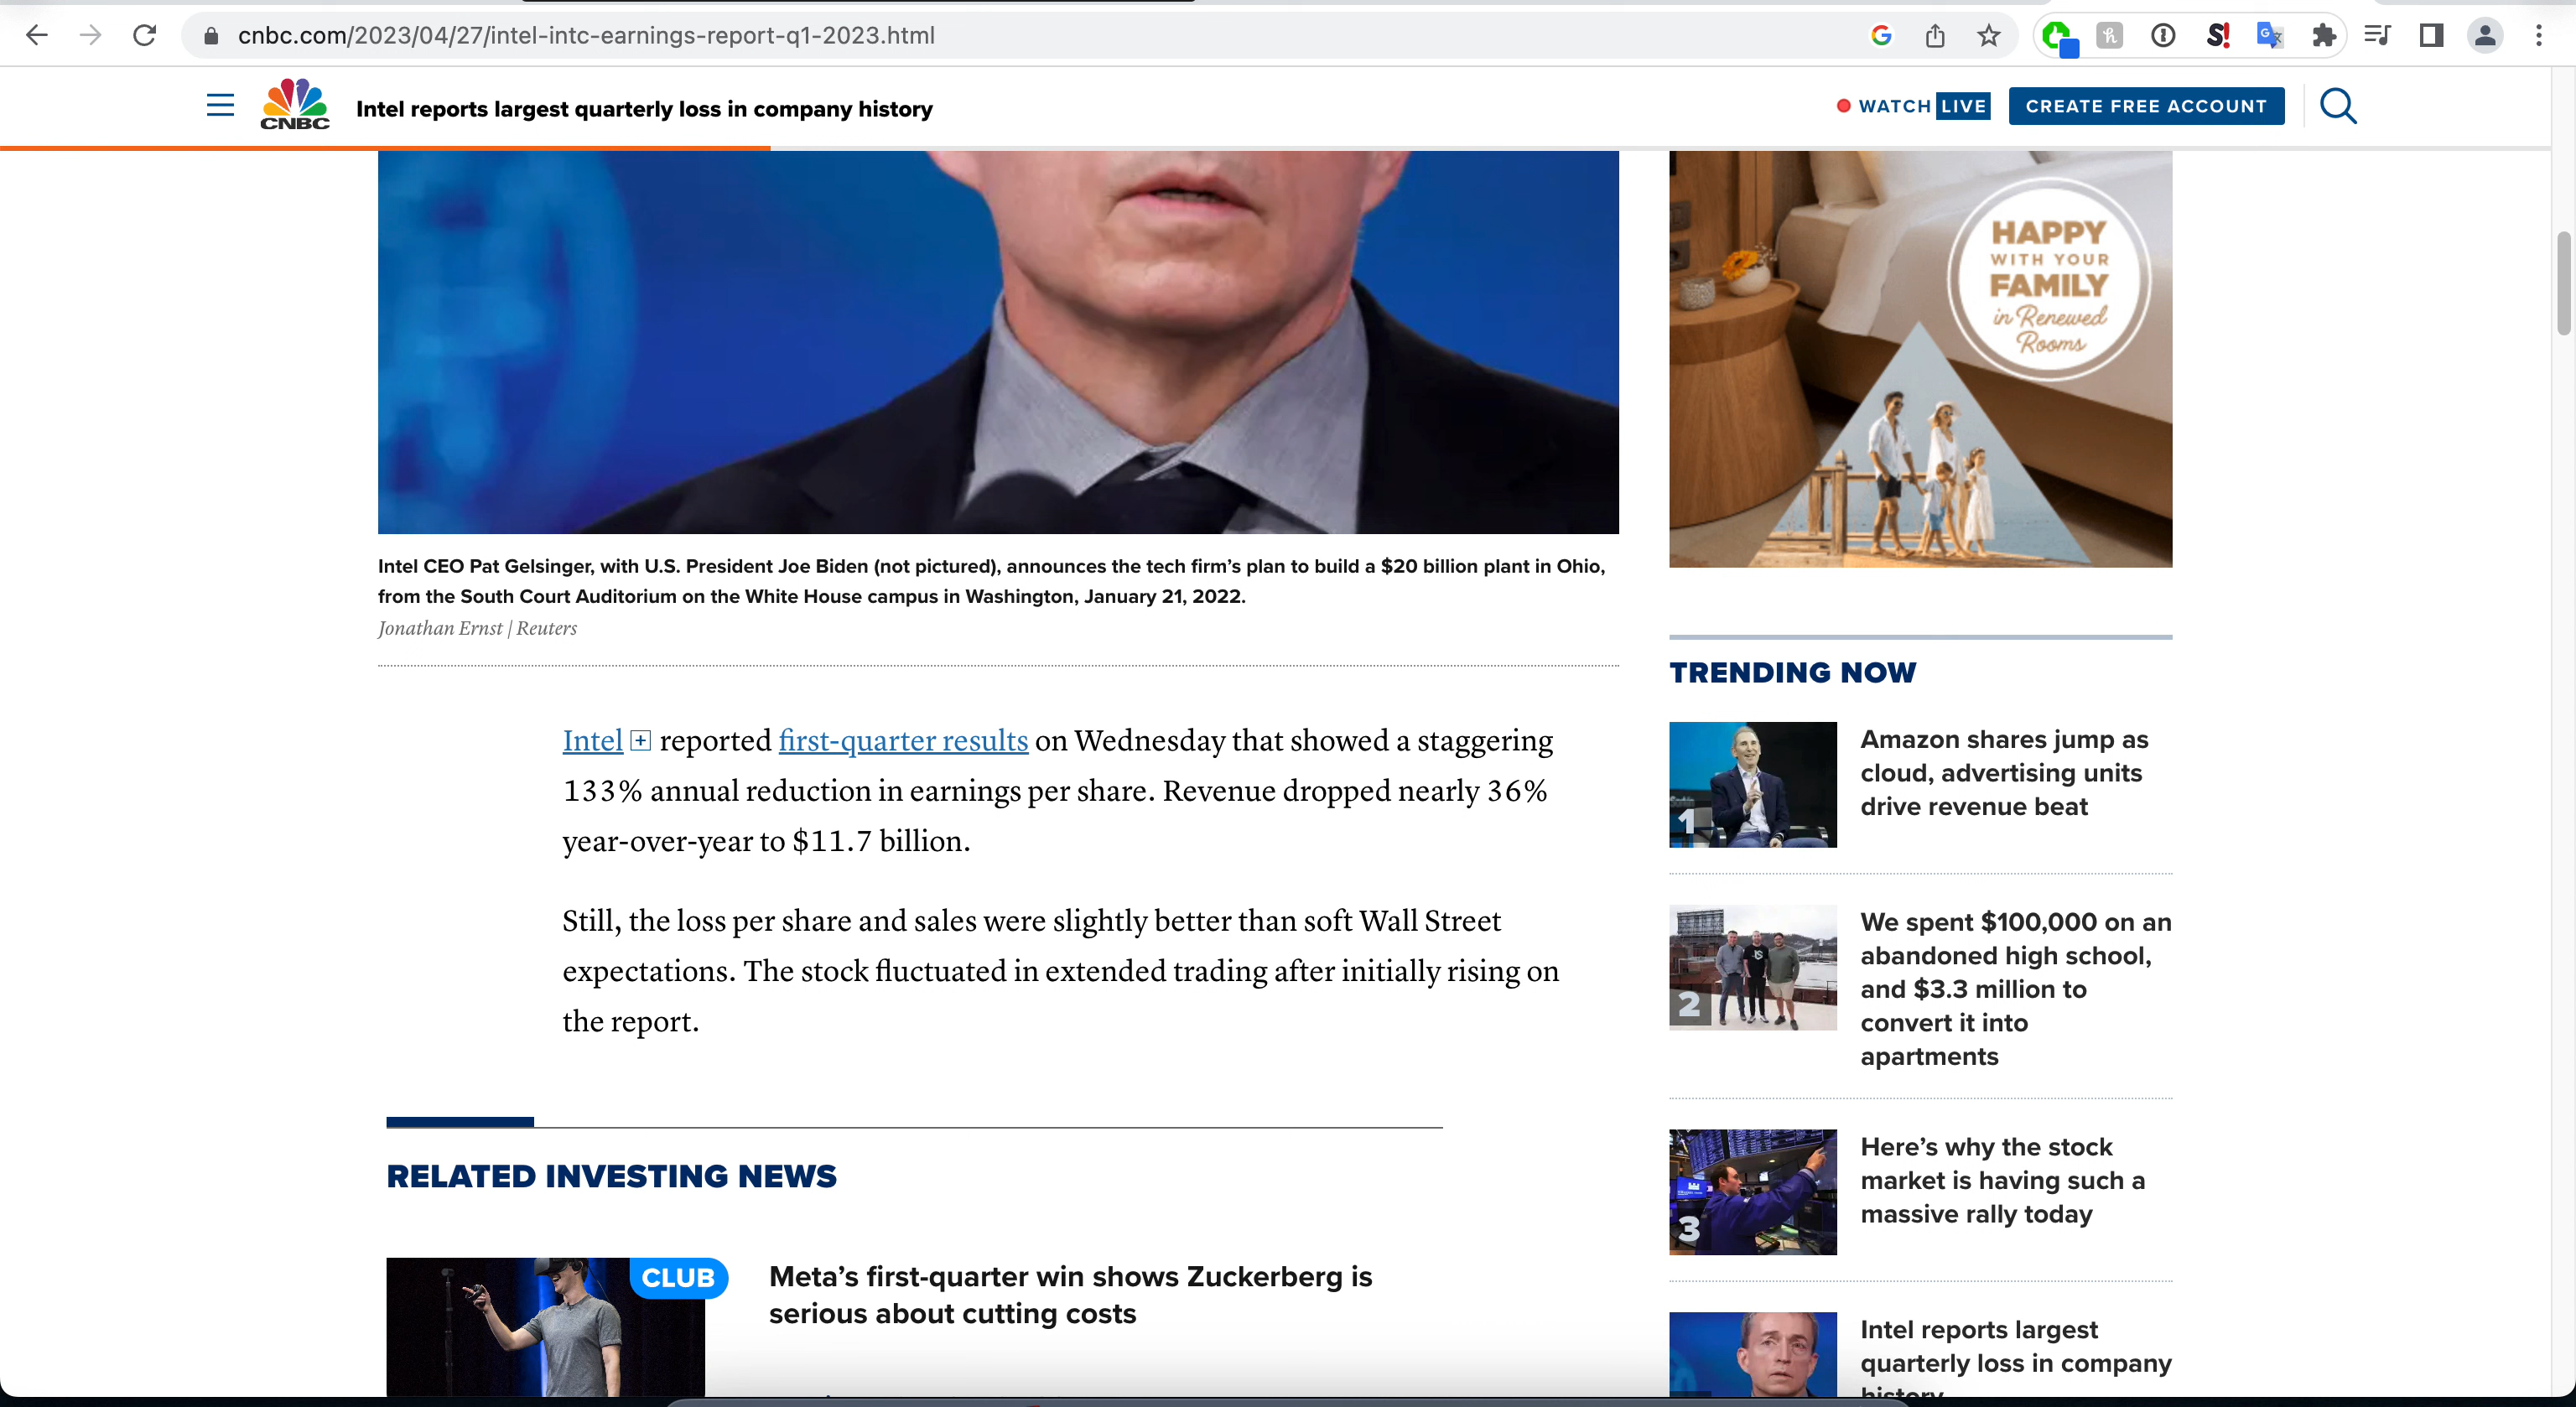 cnbc.com/2023/04/27/intel-intc-earnings-report-q1-2023.html
CNBC
Intel reports largest quarterly loss in company history
WATCH LIVE
CREATE FREE ACCOUNT
HAPPY
WITH YOUR
FAMILY
in Renewed
Rooms
Intel CEO Pat Gelsinger, with U.S. President Joe Biden (not pictured), announces the tech firm’s plan to build a $20 billion plant in Ohio,
from the South Court Auditorium on the White House campus in Washington, January 21, 2022.
Jonathan Ernst | Reuters
Intel + reported first-quarter results on Wednesday that showed a staggering
133% annual reduction in earnings per share. Revenue dropped nearly 36%
year-over-year to $11.7 billion.
Still, the loss per share and sales were slightly better than soft Wall Street
expectations. The stock fluctuated in extended trading after initially rising on
the report.
RELATED INVESTING NEWS
CLUB
Meta’s first-quarter win shows Zuckerberg is
serious about cutting costs
TRENDING NOW
1
Amazon shares jump as
cloud, advertising units
drive revenue beat
2
We spent $100,000 on an
abandoned high school,
and $3.3 million to
convert it into
apartments
3
Here’s why the stock
market is having such a
massive rally today
Intel reports largest
quarterly loss in company
history